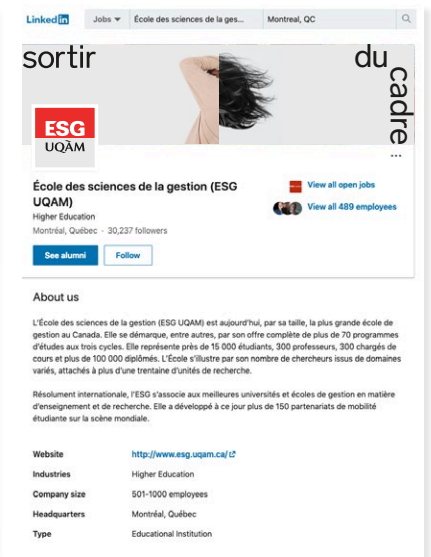 LinkedIn
Jobs
École des sciences de la ges...
Montreal, QC
sortir
du
cadre
...
ESG
UQÀM
École des sciences de la gestion (ESG
UQAM)
Higher Education
Montréal, Québec · 30,237 followers
View all open jobs
View all 489 employees
See alumni
Follow
About us
L'École des sciences de la gestion (ESG UQAM) est aujourd'hui, par sa taille, la plus grande école de
gestion au Canada. Elle se démarque, entre autres, par son offre complète de plus de 70 programmes
d'études aux trois cycles. Elle représente près de 15 000 étudiants, 300 professeurs, 300 chargés de
cours et plus de 100 000 diplômés. L'École s'illustre par son nombre de chercheurs issus de domaines
variés, attachés à plus d'une trentaine d'unités de recherche.
Résolument internationale, l'ESG s'associe aux meilleures universités et écoles de gestion en matière
d'enseignement et de recherche. Elle a développé à ce jour plus de 150 partenariats de mobilité
étudiante sur la scène mondiale.
Website
http://www.esg.uqam.ca/
Industries
Higher Education
Company size
501-1000 employees
Headquarters
Montréal, Québec
Type
Educational Institution